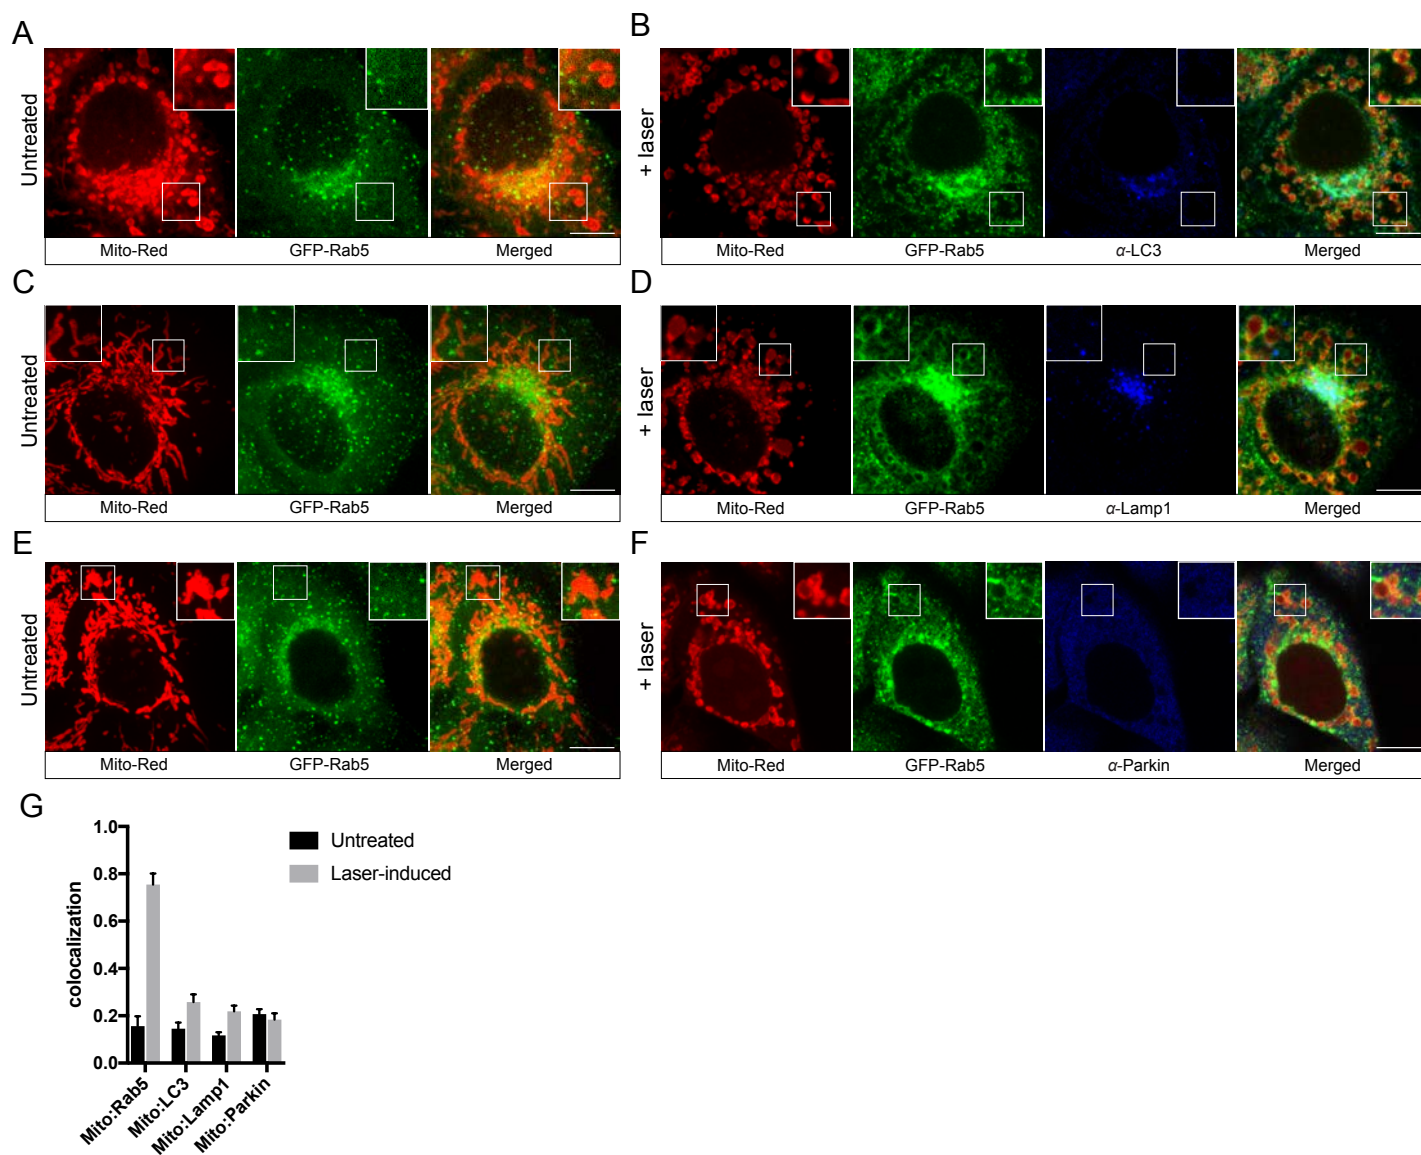 A
Untreated
Mito-Red
GFP-Rab5
Merged
B
+ laser
Mito-Red
GFP-Rab5
α-LC3
Merged
C
Untreated
Mito-Red
GFP-Rab5
Merged
D
+ laser
Mito-Red
GFP-Rab5
α-Lamp1
Merged
E
Untreated
Mito-Red
GFP-Rab5
Merged
F
+ laser
Mito-Red
GFP-Rab5
α-Parkin
Merged
G
colocalization
1.0
0.8
0.6
0.4
0.2
0.0
Untreated
Laser-induced
Mito:Rab5
Mito:LC3
Mito:Lamp1
Mito:Parkin